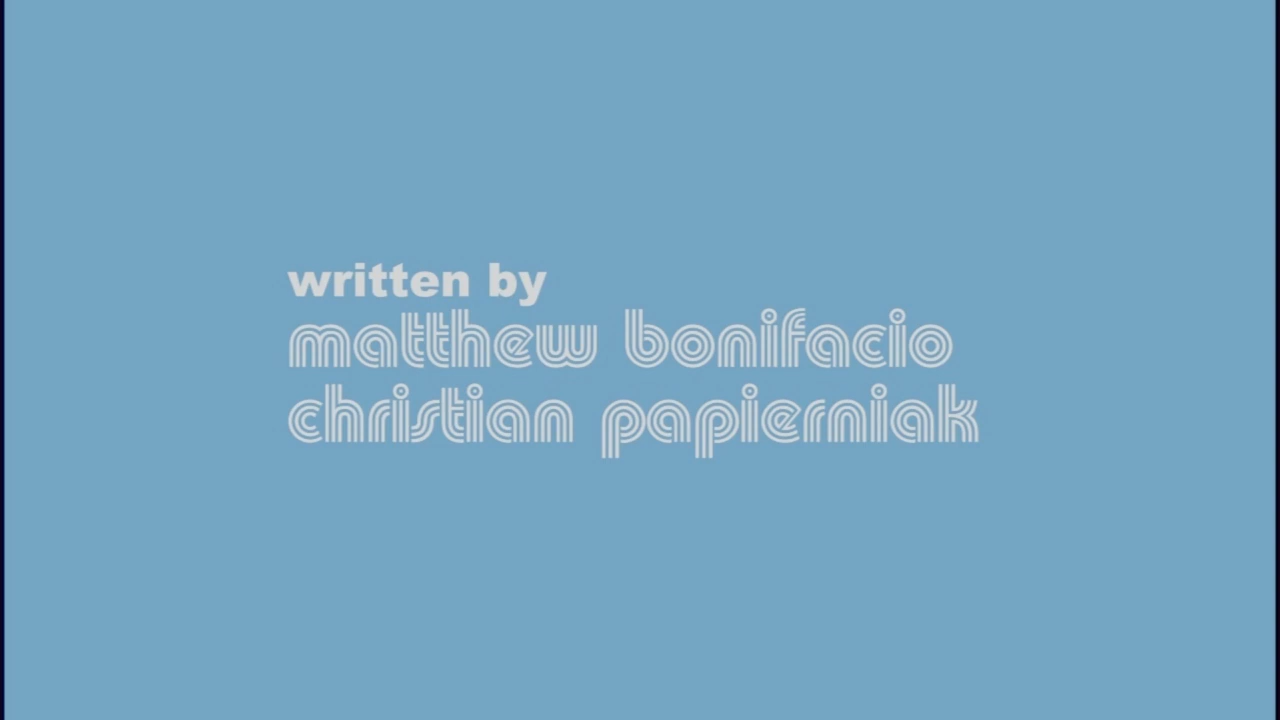 written by
matthew bonifacio
christian papierniak